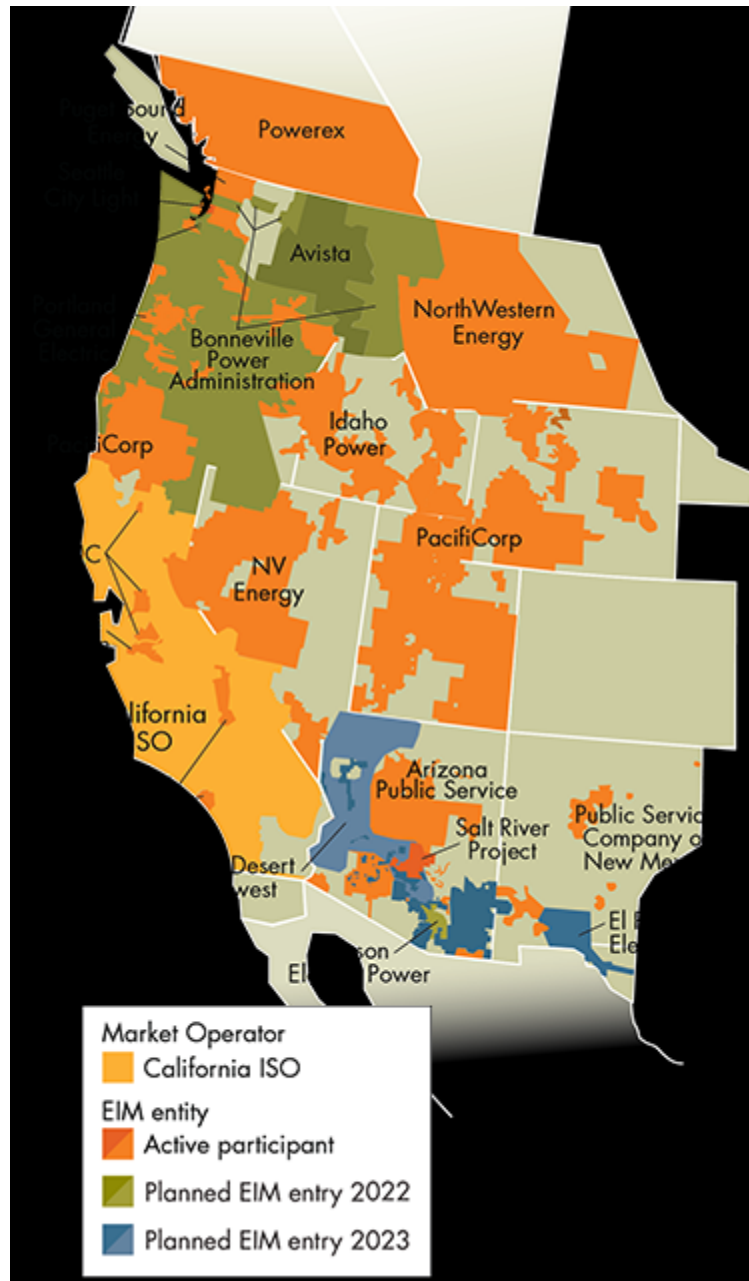 Puget Sound
Energy
Powerex
Seattle
City Light
Avista
Portland
General
Electric
NorthWestern
Energy
Bonneville
Power
Administration
PacifiCorp
Idaho
Power
PacifiCorp
NV
Energy
lifornia
SO
Arizona
Public Service
Salt River
Project
Public Servic
Company o
New Me
Desert
west
El
Ele
son
El Power
Market Operator
California ISO
EIM entity
Active participant
Planned EIM entry 2022
Planned EIM entry 2023